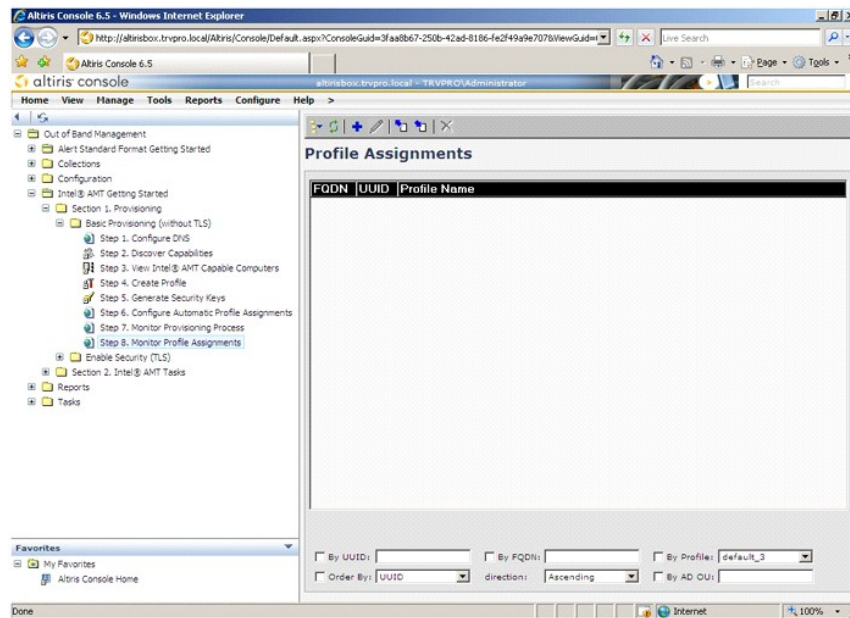 Altiris Console 6.5 - Windows Internet Explorer
http://altirisbox.trvpro.local/Altiris/Console/Default.aspx?ConsoleGuid=3faa8b67-250b-42ad-8186-fe2f49a9e707&ViewGuid=
Live Search
Altiris Console 6.5
Page
Tools
altiris console
altirisbox.trvpro.local - TRVPRO\Administrator
Search
Home View Manage Tools Reports Configure Help >
Out of Band Management
Alert Standard Format Getting Started
Collections
Configuration
Intel® AMT Getting Started
Section 1. Provisioning
Basic Provisioning (without TLS)
Step 1. Configure DNS
Step 2. Discover Capabilities
Step 3. View Intel® AMT Capable Computers
Step 4. Create Profile
Step 5. Generate Security Keys
Step 6. Configure Automatic Profile Assignments
Step 7. Monitor Provisioning Process
Step 8. Monitor Profile Assignments
Enable Security (TLS)
Section 2. Intel® AMT Tasks
Reports
Tasks
Profile Assignments
FQDN UUID Profile Name
Favorites
My Favorites
Altiris Console Home
By UUID: By FQDN: By Profile: default_3
Order By: UUID direction: Ascending By AD OU:
Done
Internet
100%